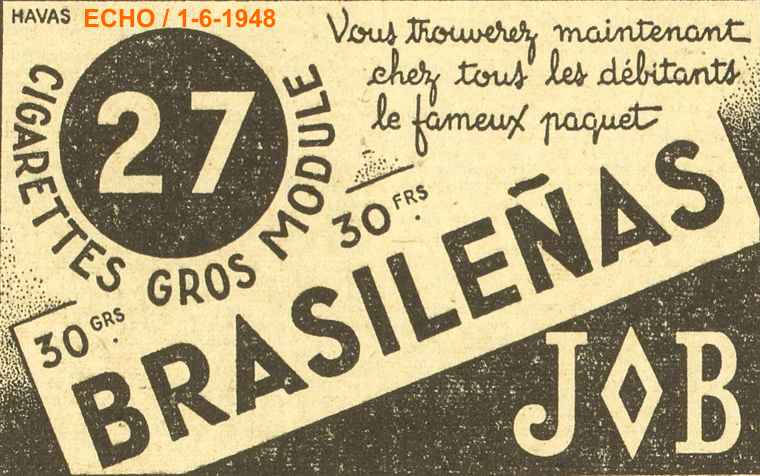 HAVAS ECHO / 1-6-1948
27
CIGARETTES GROS MODULE
Vous trouverez maintenant
chez tous les débitants
le fameux paquet
30 FRS.
30 GRS.
BRASILEÑAS
JOB